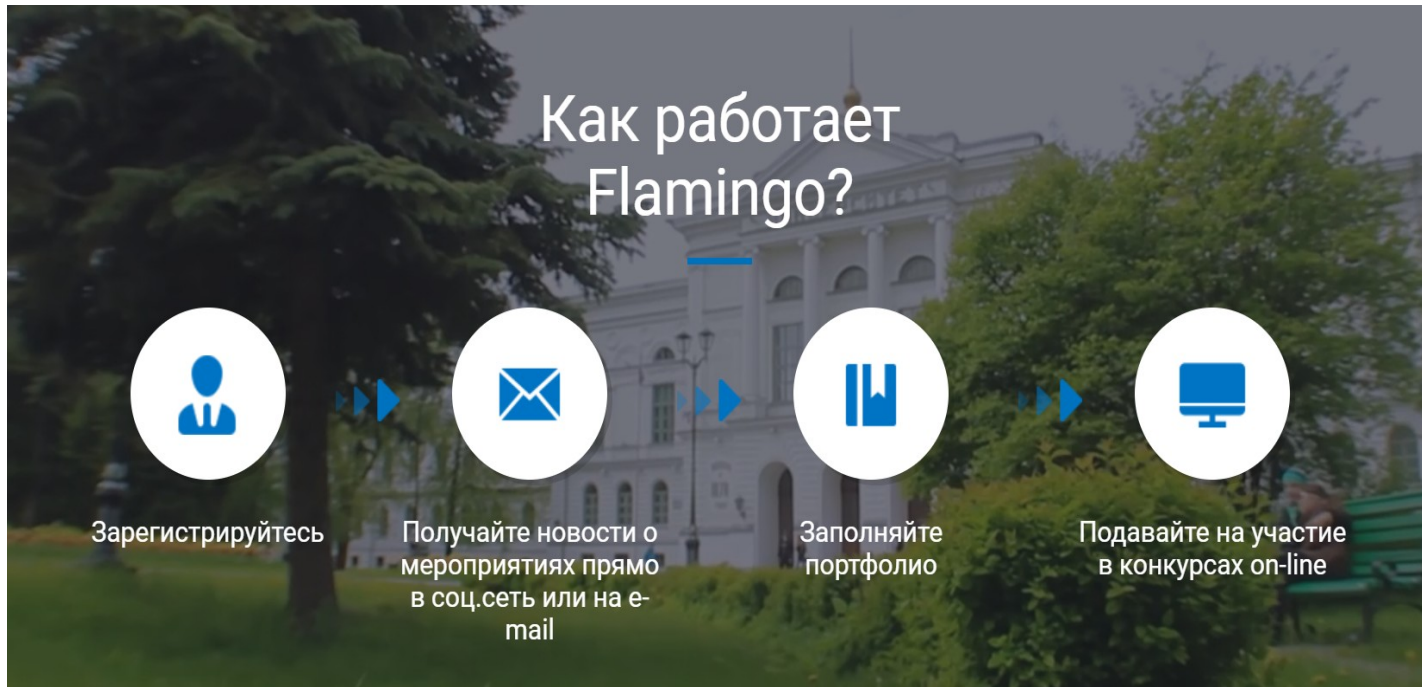 Как работает
Flamingo?
Зарегистрируйтесь
Получайте новости о
мероприятиях прямо
в соц.сеть или на e-
mail
Заполняйте
портфолио
Подавайте на участие
в конкурсах on-line